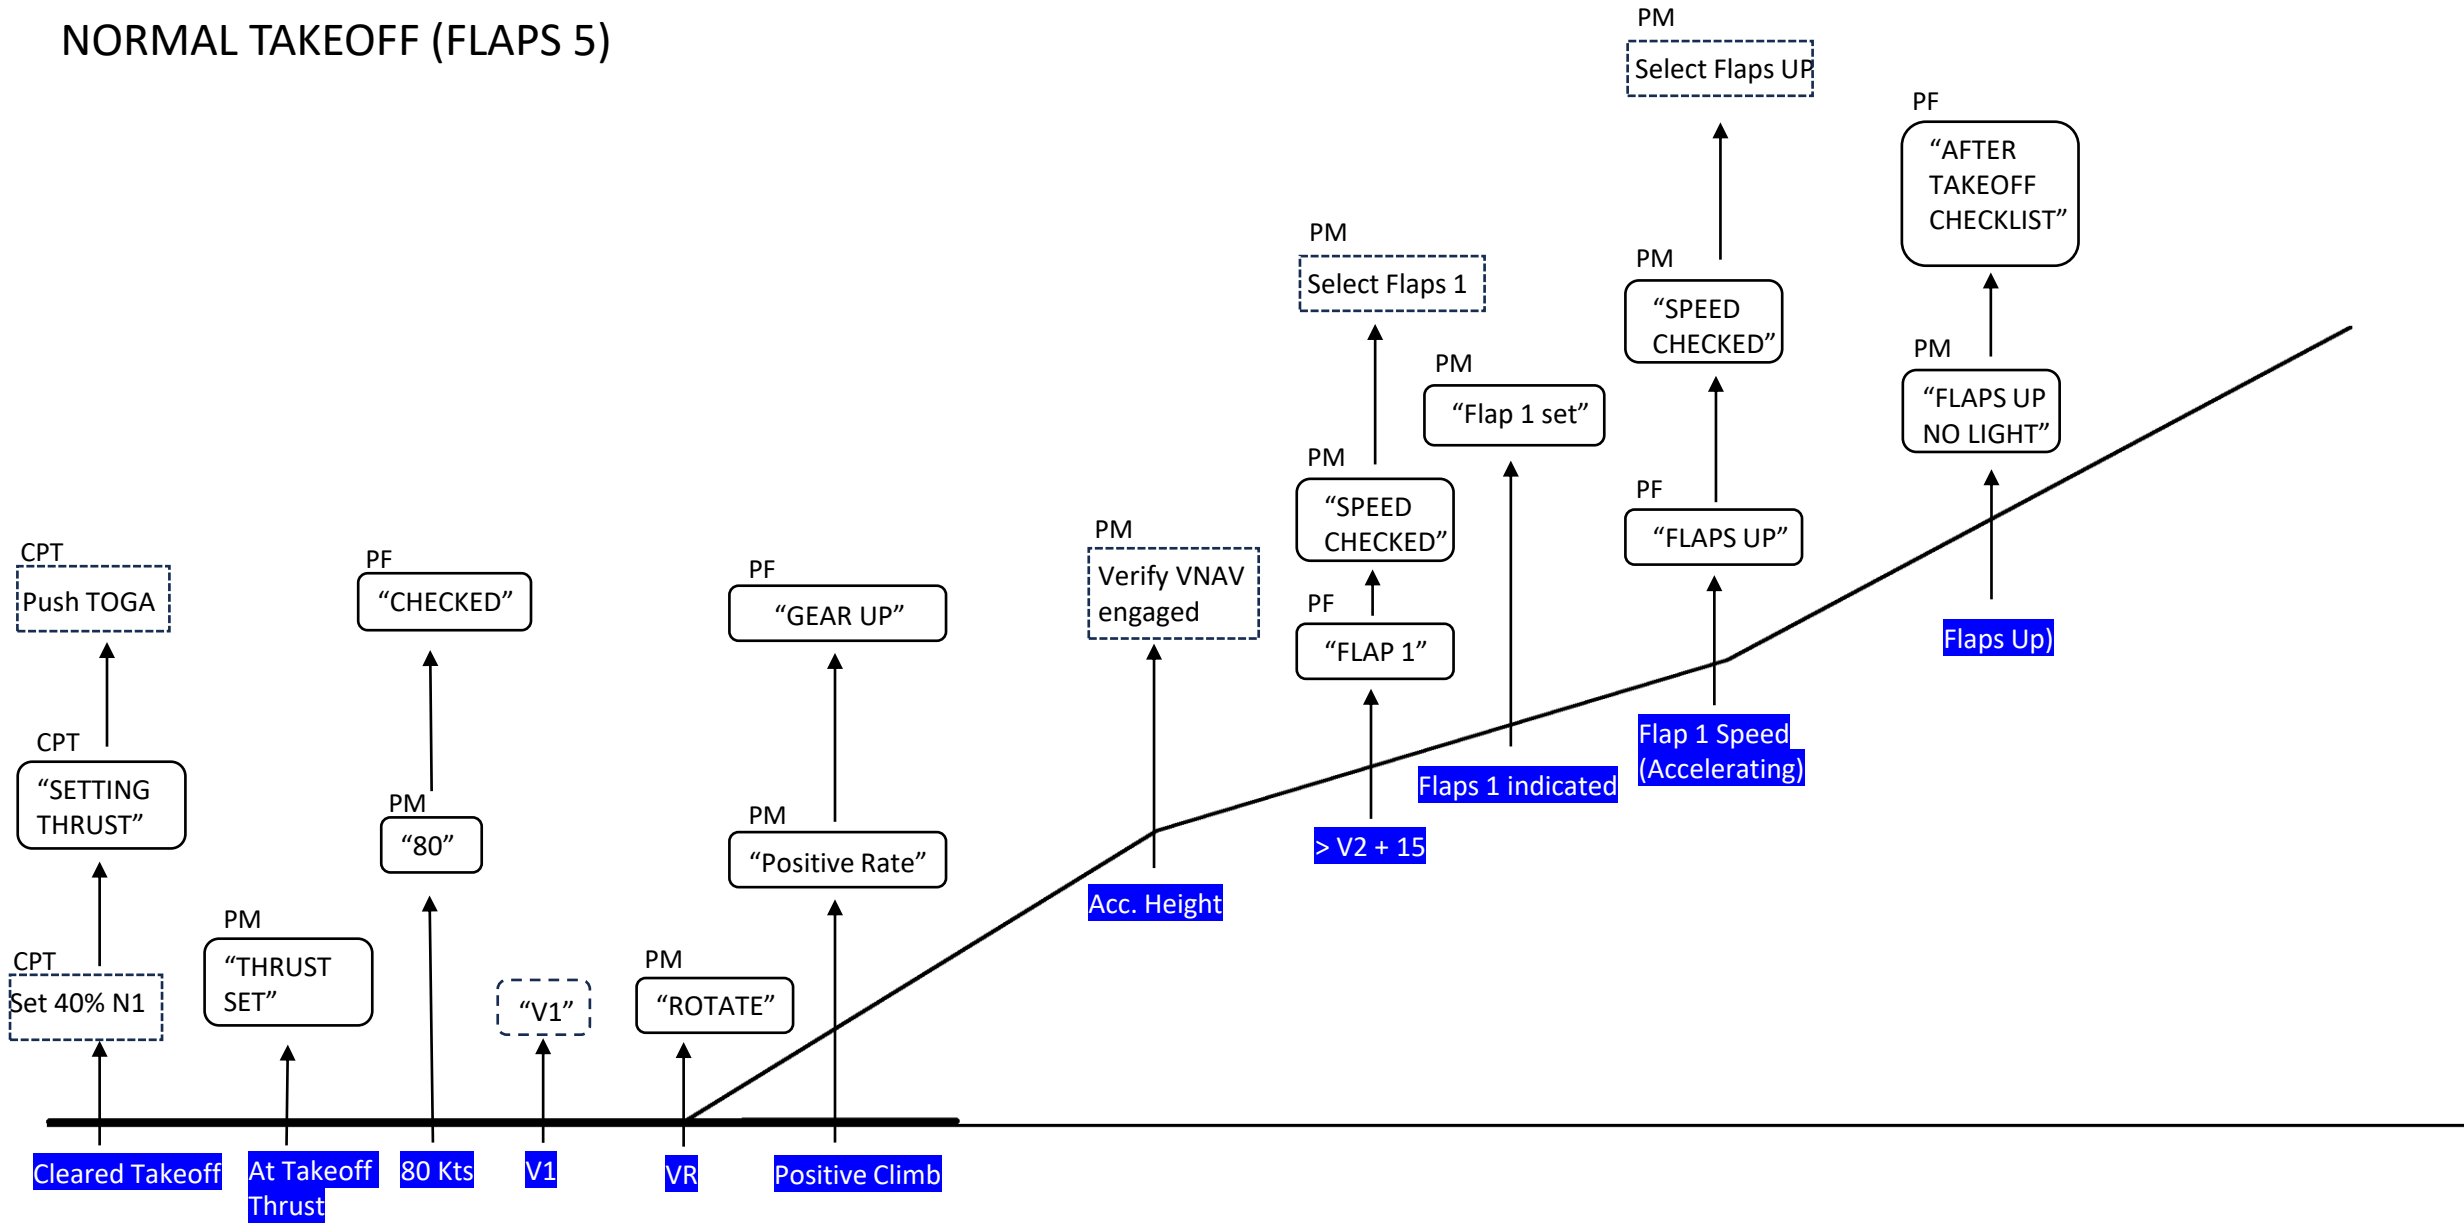 NORMAL TAKEOFF (FLAPS 5)
CPT
Push TOGA
CPT
“SETTING
THRUST”
CPT
Set 40% N1
Cleared Takeoff
PM
“THRUST
SET”
At Takeoff
Thrust
PF
“CHECKED”
PM
“80”
80 Kts
“V1”
V1
PM
“ROTATE”
VR
PF
“GEAR UP”
PM
“Positive Rate”
Positive Climb
PM
Verify VNAV
engaged
Acc. Height
PM
Select Flaps 1
PM
“SPEED
CHECKED”
PF
“FLAP 1”
> V2 + 15
PM
“Flap 1 set”
Flaps 1 indicated
PM
Select Flaps UP
PM
“SPEED
CHECKED”
PF
“FLAPS UP”
Flap 1 Speed
(Accelerating)
PF
“AFTER
TAKEOFF
CHECKLIST”
PM
“FLAPS UP
NO LIGHT”
Flaps Up)